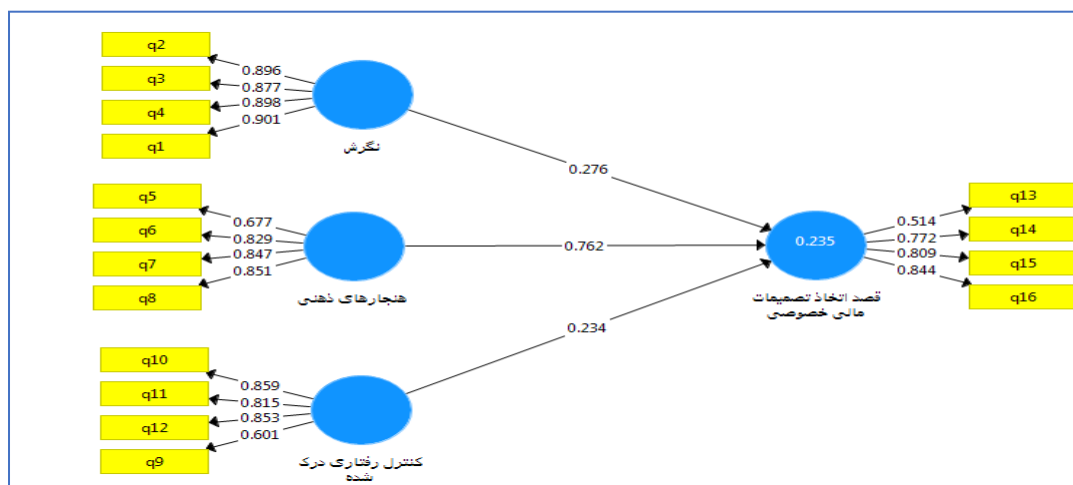 q2
q3
q4
q1
0.896
0.877
0.898
0.901
نگرش
q5
q6
q7
q8
0.677
0.829
0.847
0.851
هنجارهای ذهنی
q10
q11
q12
q9
0.859
0.815
0.853
0.601
کنترل رفتاری درک
شده
0.276
0.762
0.234
0.235
قصد اتخاذ تصمیمات
مالی خصوصی
0.514
0.772
0.809
0.844
q13
q14
q15
q16